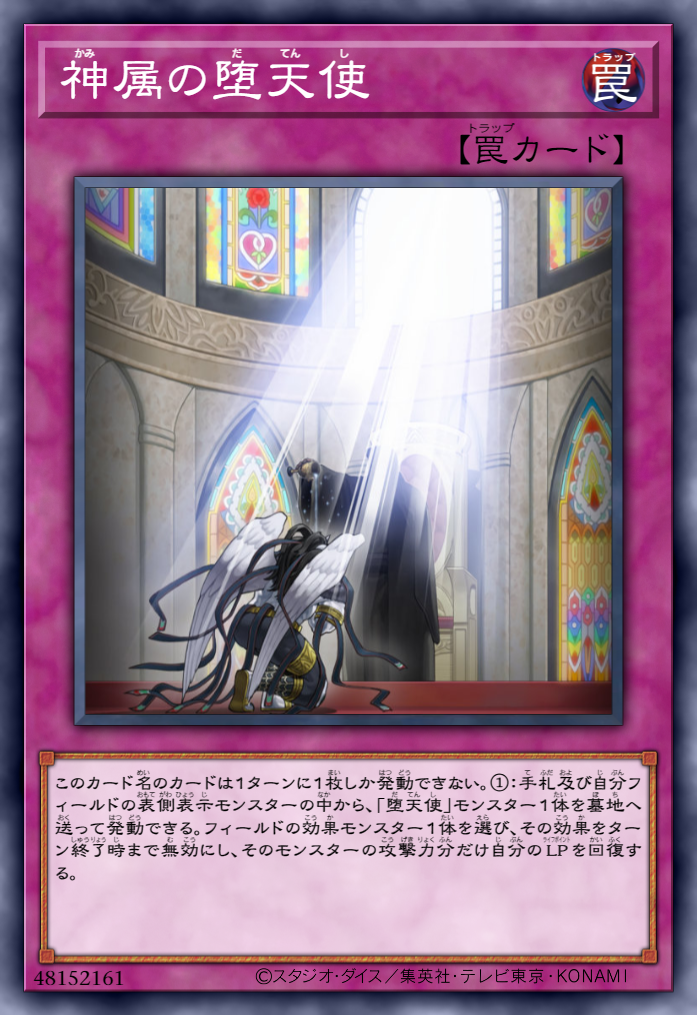 神属の堕天使
罠
【罠カード】
このカード名のカードは1ターンに1枚しか発動できない。①:手札及び自分フ
ィールドの表側表示モンスターの中から、「堕天使」モンスター1体を墓地へ
送って発動できる。フィールドの効果モンスター1体を選び、その効果をター
ン終了時まで無効にし、そのモンスターの攻撃力分だけ自分のLPを回復す
る。
48152161
©スタジオ・ダイス/集英社・テレビ東京・KONAMI